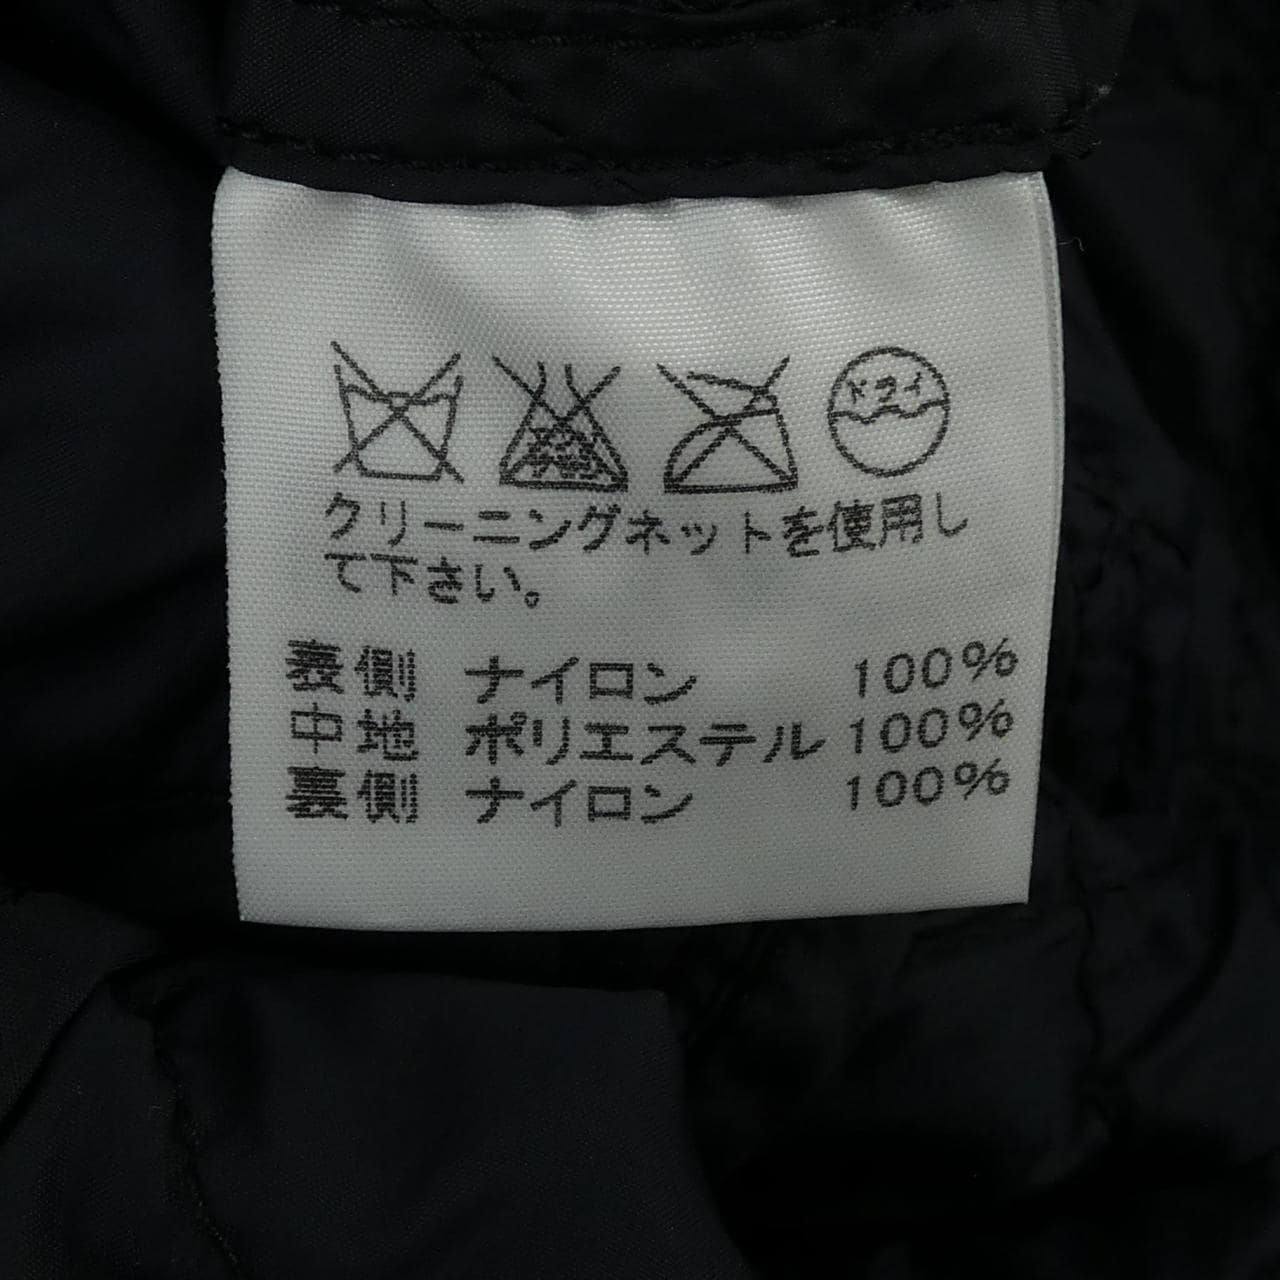 ドライ
クリーニングネットを使用し
て下さい。
表側 ナイロン 100%
中地 ポリエステル 100%
裏側 ナイロン 100%